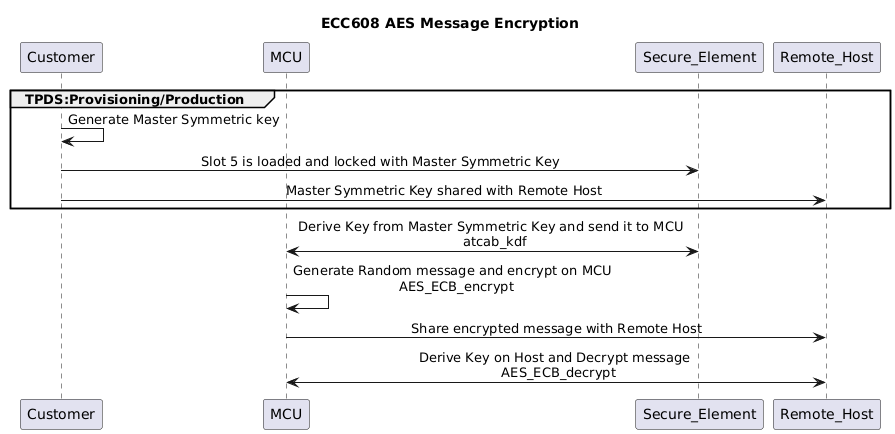 ECC608 AES Message Encryption
Customer
MCU
Secure_Element
Remote_Host
TPDS:Provisioning/Production
Generate Master Symmetric key
Slot 5 is loaded and locked with Master Symmetric Key
Master Symmetric Key shared with Remote Host
Derive Key from Master Symmetric Key and send it to MCU
atcab_kdf
Generate Random message and encrypt on MCU
AES_ECB_encrypt
Share encrypted message with Remote Host
Derive Key on Host and Decrypt message
AES_ECB_decrypt
Customer
MCU
Secure_Element
Remote_Host